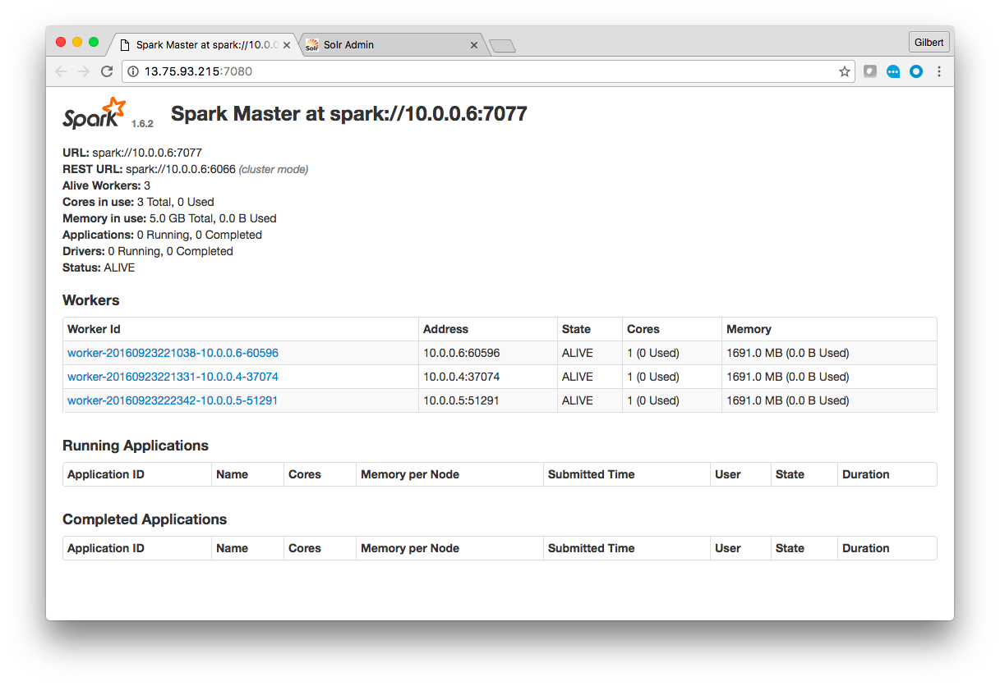 Spark Master at spark://10.0.0
Solr Admin
Gilbert
13.75.93.215:7080
Spark 1.6.2 Spark Master at spark://10.0.0.6:7077
URL: spark://10.0.0.6:7077
REST URL: spark://10.0.0.6:6066 (cluster mode)
Alive Workers: 3
Cores in use: 3 Total, 0 Used
Memory in use: 5.0 GB Total, 0.0 B Used
Applications: 0 Running, 0 Completed
Drivers: 0 Running, 0 Completed
Status: ALIVE
Workers
Worker Id Address State Cores Memory
worker-20160923221038-10.0.0.6-60596 10.0.0.6:60596 ALIVE 1 (0 Used) 1691.0 MB (0.0 B Used)
worker-20160923221331-10.0.0.4-37074 10.0.0.4:37074 ALIVE 1 (0 Used) 1691.0 MB (0.0 B Used)
worker-20160923222342-10.0.0.5-51291 10.0.0.5:51291 ALIVE 1 (0 Used) 1691.0 MB (0.0 B Used)
Running Applications
Application ID Name Cores Memory per Node Submitted Time User State Duration
Completed Applications
Application ID Name Cores Memory per Node Submitted Time User State Duration